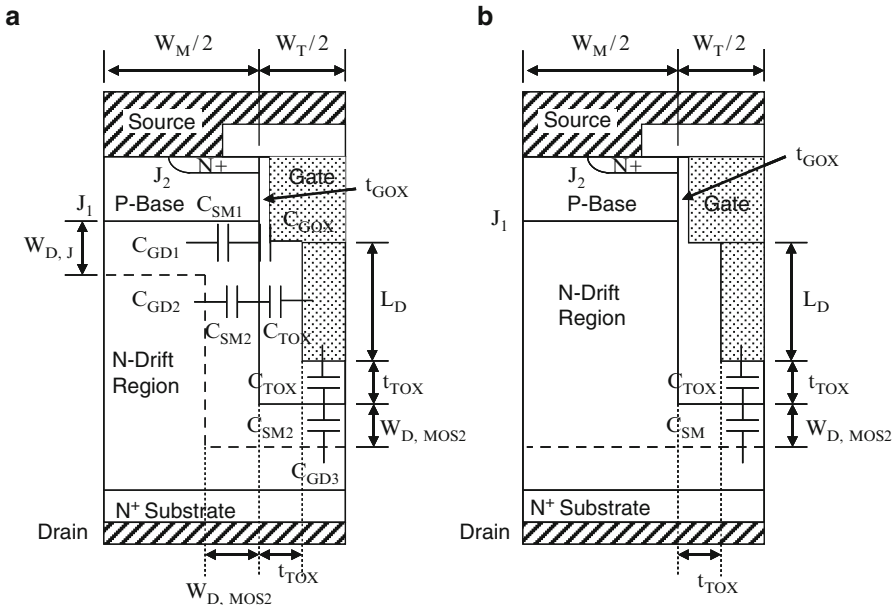 a
W_M/2
W_T/2
Source
J_2
N+
Gate
t_GOX
J_1
P-Base
C_SM1
C_GOX
W_D, J
C_GD1
C_GD2
L_D
C_SM2
C_TOX
N-Drift
Region
C_TOX
t_TOX
C_SM2
W_D, MOS2
C_GD3
N+ Substrate
Drain
t_TOX
W_D, MOS2
b
W_M/2
W_T/2
Source
J_2
N+
t_GOX
P-Base
Gate
J_1
N-Drift
Region
L_D
C_TOX
t_TOX
C_SM
W_D, MOS2
N+ Substrate
Drain
t_TOX